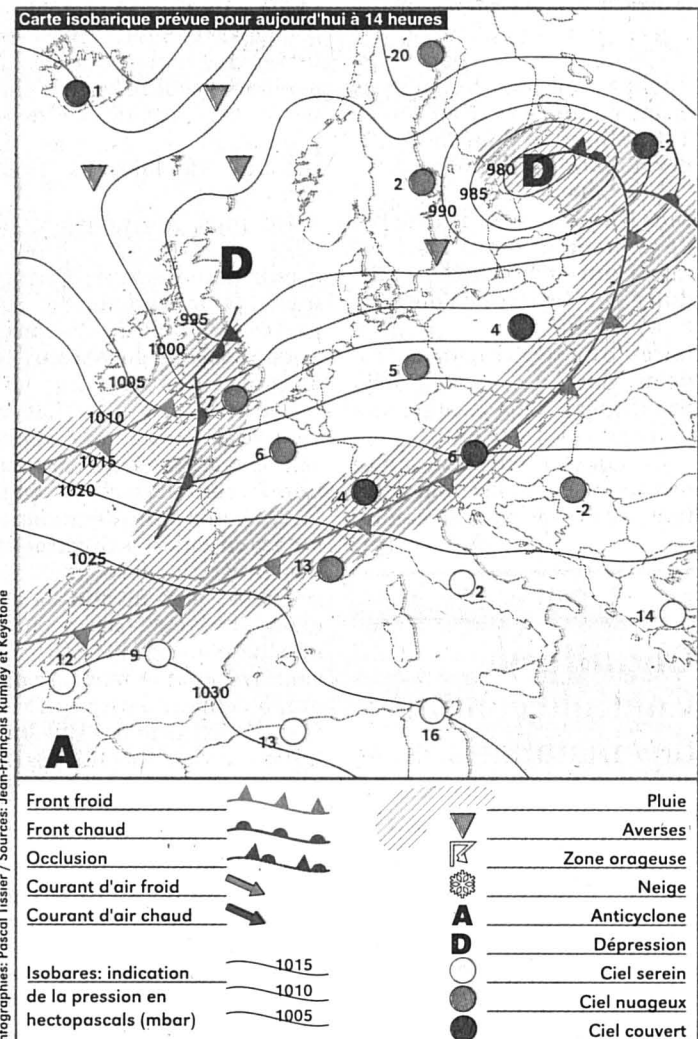 Carte isobarique prévue pour aujourd'hui à 14 heures
-20
1
-2
980
D
2
985
990
D
995
4
1000
1005
5
7
1010
6
6
1015
4
1020
-2
1025
13
2
14
12
9
1030
13
16
A
Infographies: Pascal Tissier / Sources: Jean-François Rumley et Keystone
Front froid
Front chaud
Occlusion
Courant d'air froid
Courant d'air chaud
Isobares: indication
de la pression en
hectopascals (mbar)
1015
1010
1005
Pluie
Averses
Zone orageuse
Neige
A Anticyclone
D Dépression
Ciel serein
Ciel nuageux
Ciel couvert